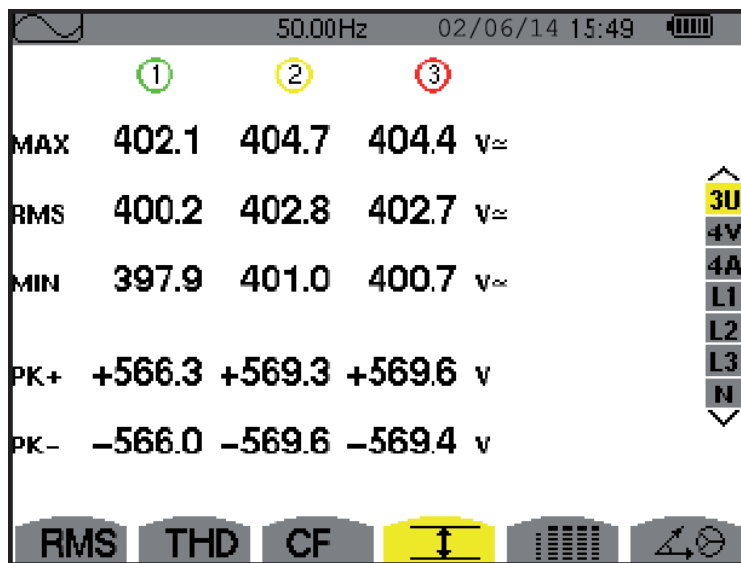 50.00Hz 02/06/14 15:49
1 2 3
MAX 402.1 404.7 404.4 V≃
RMS 400.2 402.8 402.7 V≃
MIN 397.9 401.0 400.7 V≃
PK+ +566.3 +569.3 +569.6 V
PK− −566.0 −569.6 −569.4 V
3U
4V
4A
L1
L2
L3
N
RMS THD CF